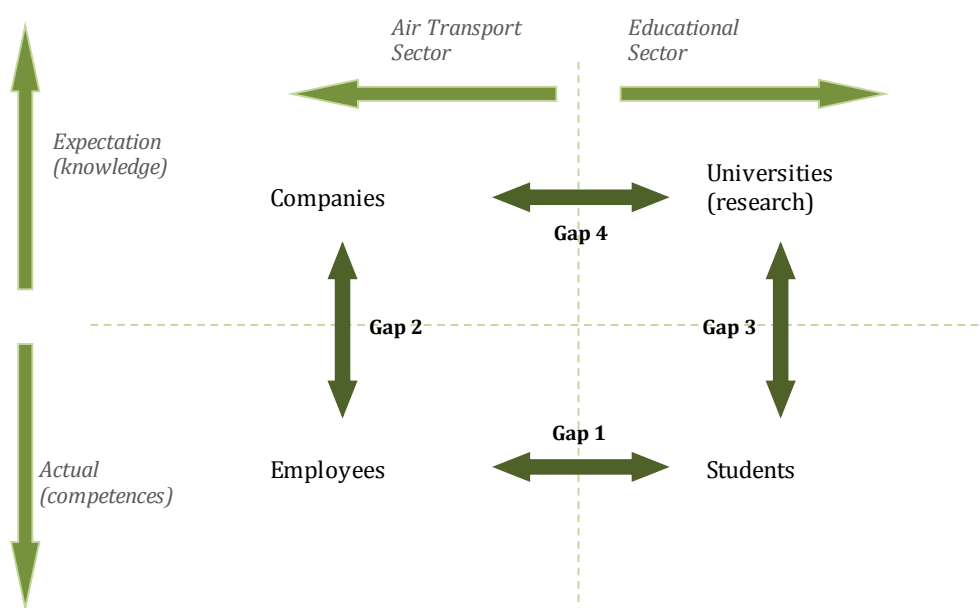 Air Transport
Sector
Educational
Sector
Expectation
(knowledge)
Companies
Universities
(research)
Gap 4
Gap 2
Gap 3
Gap 1
Actual
(competences)
Employees
Students